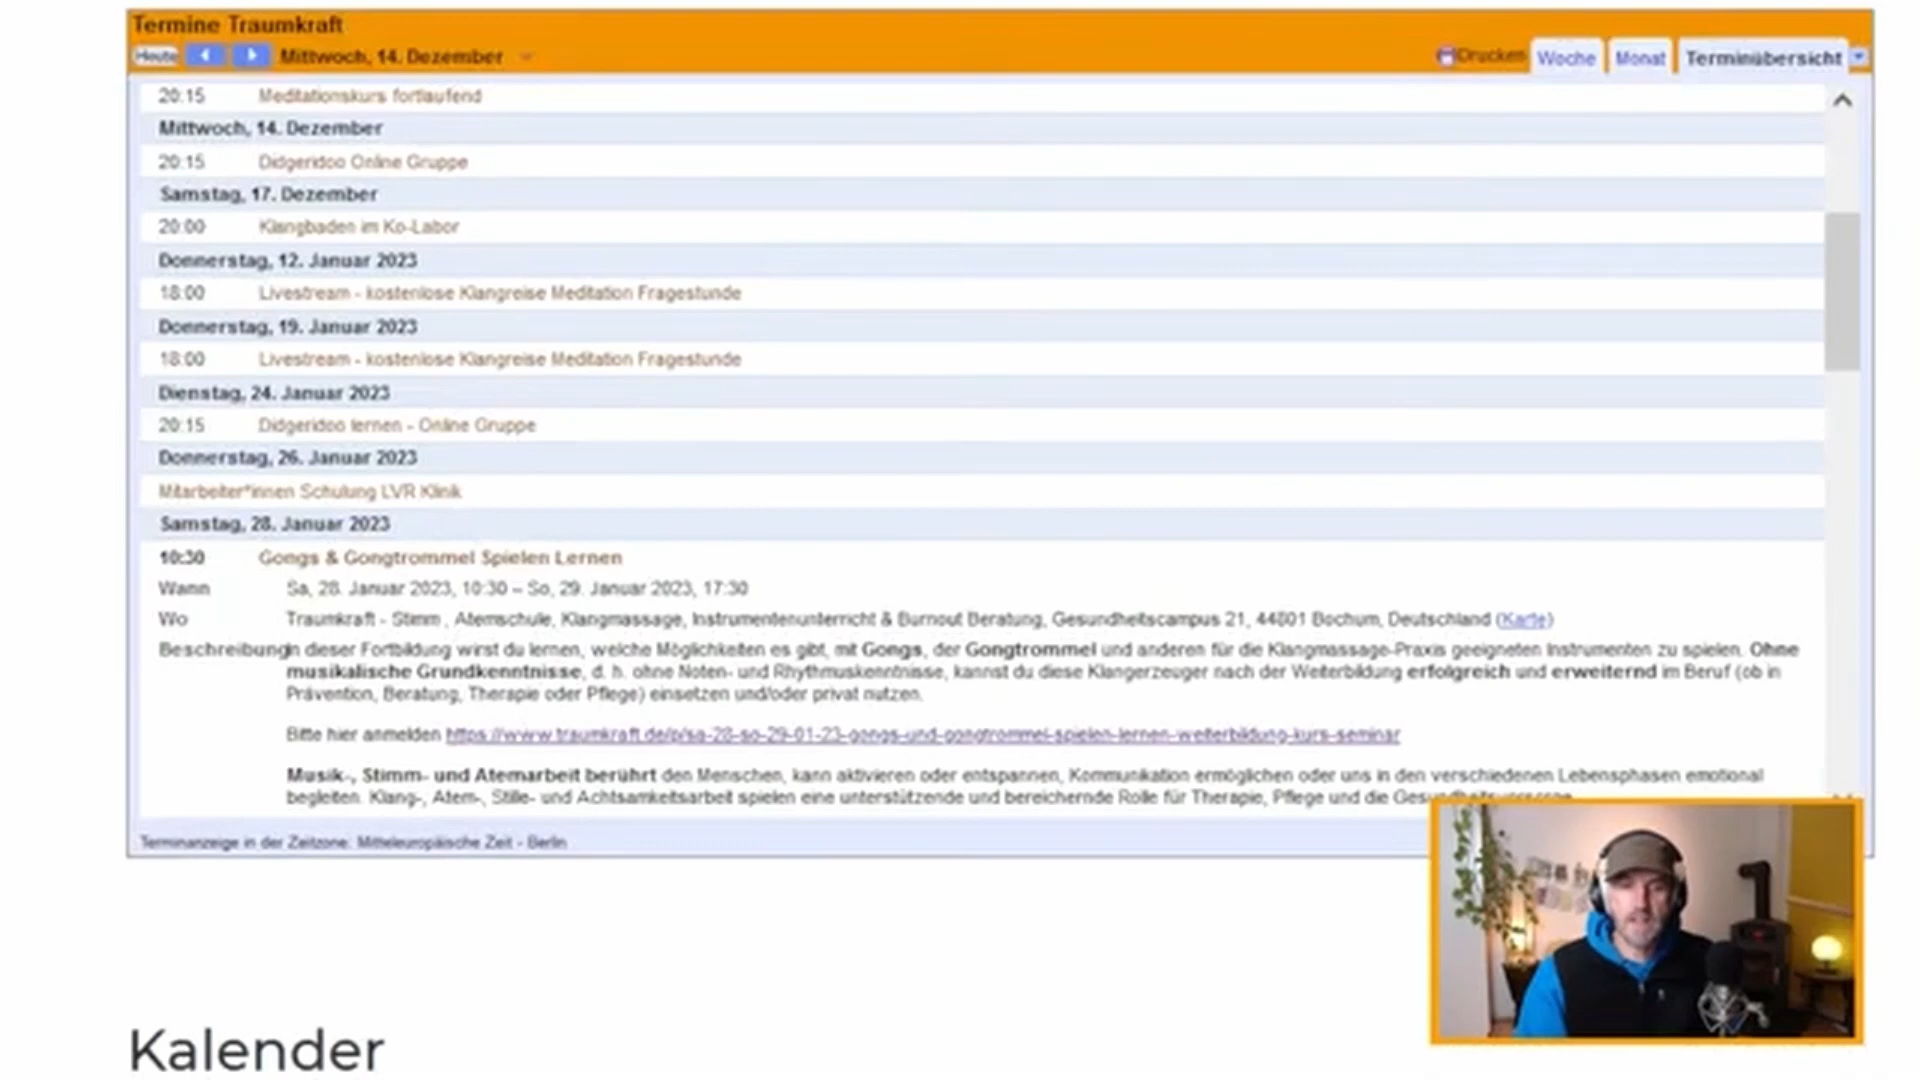 Termine Traumkraft
Heute Mittwoch, 14. Dezember Drucken Woche Monat Terminübersicht
20:15 Meditationskurs fortlaufend
Mittwoch, 14. Dezember
20:15 Didgeridoo Online Gruppe
Samstag, 17. Dezember
20:00 Klangbaden im Ko-Labor
Donnerstag, 12. Januar 2023
18:00 Livestream - kostenlose Klangreise Meditation Fragestunde
Donnerstag, 19. Januar 2023
18:00 Livestream - kostenlose Klangreise Meditation Fragestunde
Dienstag, 24. Januar 2023
20:15 Didgeridoo lernen - Online Gruppe
Donnerstag, 26. Januar 2023
Mitarbeiter*innen Schulung LVR Klinik
Samstag, 28. Januar 2023
10:30 Gongs & Gongtrommel Spielen Lernen
Wann Sa, 28. Januar 2023, 10:30 – So, 29. Januar 2023, 17:30
Wo Traumkraft - Stimm , Atemschule, Klangmassage, Instrumentenunterricht & Burnout Beratung, Gesundheitscampus 21, 44801 Bochum, Deutschland (Karte)
Beschreibung In dieser Fortbildung wirst du lernen, welche Möglichkeiten es gibt, mit Gongs, der Gongtrommel und anderen für die Klangmassage-Praxis geeigneten Instrumenten zu spielen. Ohne
musikalische Grundkenntnisse, d. h. ohne Noten- und Rhythmuskenntnisse, kannst du diese Klangerzeuger nach der Weiterbildung erfolgreich und erweiternd im Beruf (ob in
Prävention, Beratung, Therapie oder Pflege) einsetzen und/oder privat nutzen.
Bitte hier anmelden https://www.traumkraft.de/p/sa-28-so-29-01-23-gongs-und-gongtrommel-spielen-lernen-weiterbildung-kurs-seminar
Musik-, Stimm- und Atemarbeit berührt den Menschen, kann aktivieren oder entspannen, Kommunikation ermöglichen oder uns in den verschiedenen Lebensphasen emotional
begleiten. Klang-, Atem-, Stille- und Achtsamkeitsarbeit spielen eine unterstützende und bereichernde Rolle für Therapie, Pflege und die
Terminanzeige in der Zeitzone: Mitteleuropäische Zeit - Berlin
Kalender